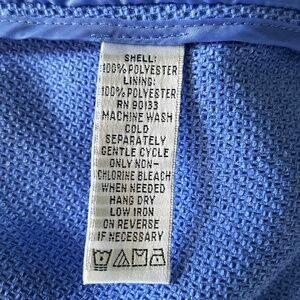 SHELL:
100% POLYESTER
LINING:
100% POLYESTER
RN 90133
MACHINE WASH
COLD
SEPARATELY
GENTLE CYCLE
ONLY NON-
CHLORINE BLEACH
WHEN NEEDED
HANG DRY
LOW IRON
ON REVERSE
IF NECESSARY